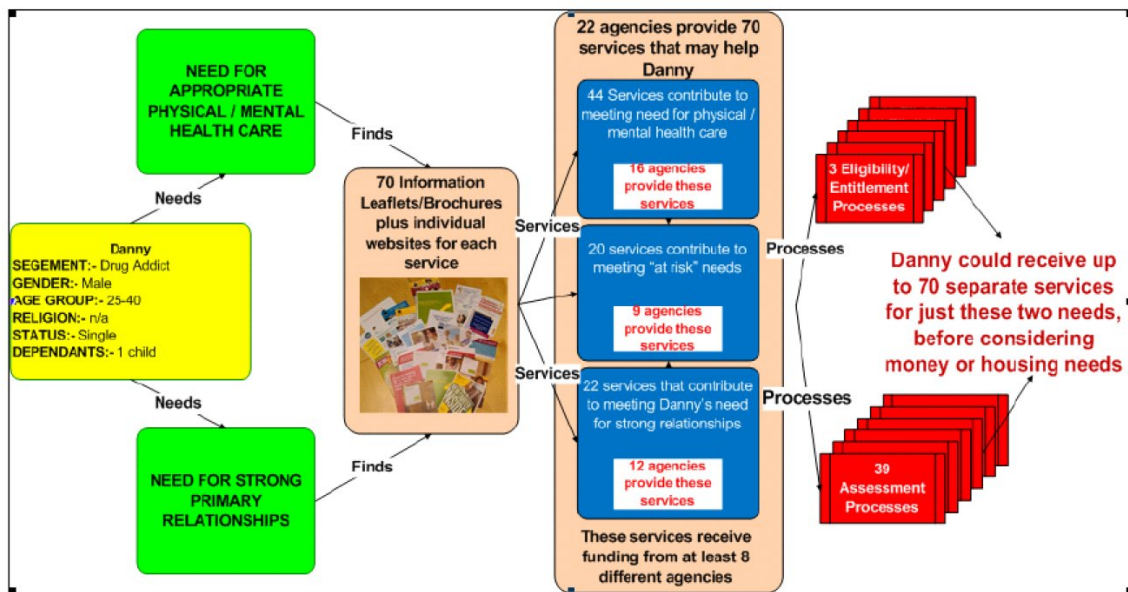 NEED FOR
APPROPRIATE
PHYSICAL / MENTAL
HEALTH CARE
Needs
Danny
SEGEMENT:- Drug Addict
GENDER:- Male
AGE GROUP:- 25-40
RELIGION:- n/a
STATUS:- Single
DEPENDANTS:- 1 child
Needs
NEED FOR STRONG
PRIMARY
RELATIONSHIPS
Finds
70 Information
Leaflets/Brochures
plus individual
websites for each
service
Finds
Services
Services
22 agencies provide 70
services that may help
Danny
44 Services contribute to
meeting need for physical /
mental health care
16 agencies
provide these
services
20 services contribute to
meeting “at risk” needs
9 agencies
provide these
services
22 services that contribute
to meeting Danny’s need
for strong relationships
12 agencies
provide these
services
These services receive
funding from at least 8
different agencies
Processes
Processes
3 Eligibility/
Entitlement
Processes
39
Assessment
Processes
Danny could receive up
to 70 separate services
for just these two needs,
before considering
money or housing needs